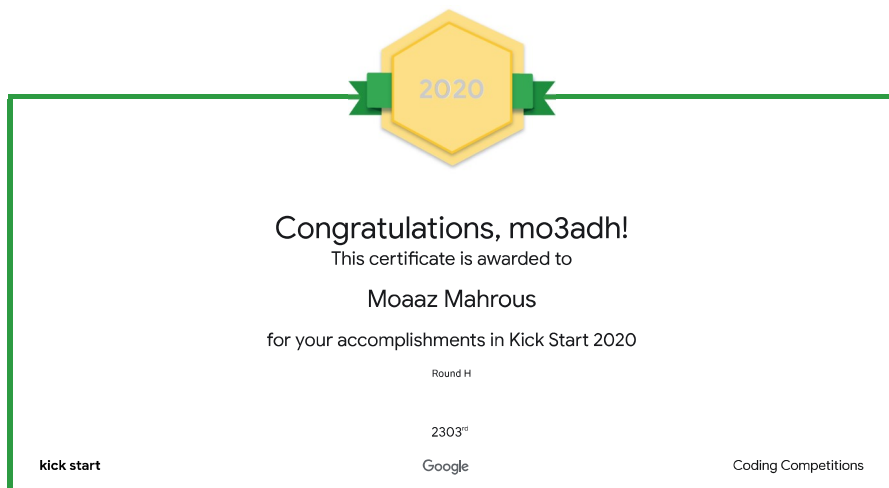 2020
Congratulations, mo3adh!
This certificate is awarded to
Moaaz Mahrous
for your accomplishments in Kick Start 2020
Round H
2303rd
kick start
Google
Coding Competitions